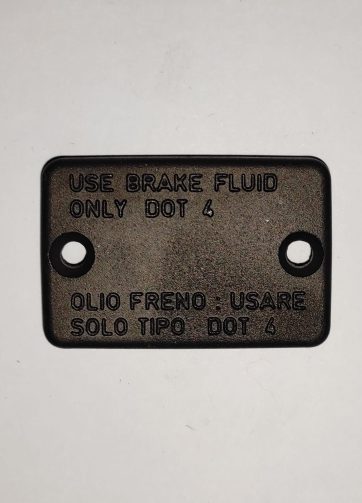 USE BRAKE FLUID
ONLY DOT 4
OLIO FRENO : USARE
SOLO TIPO DOT 4